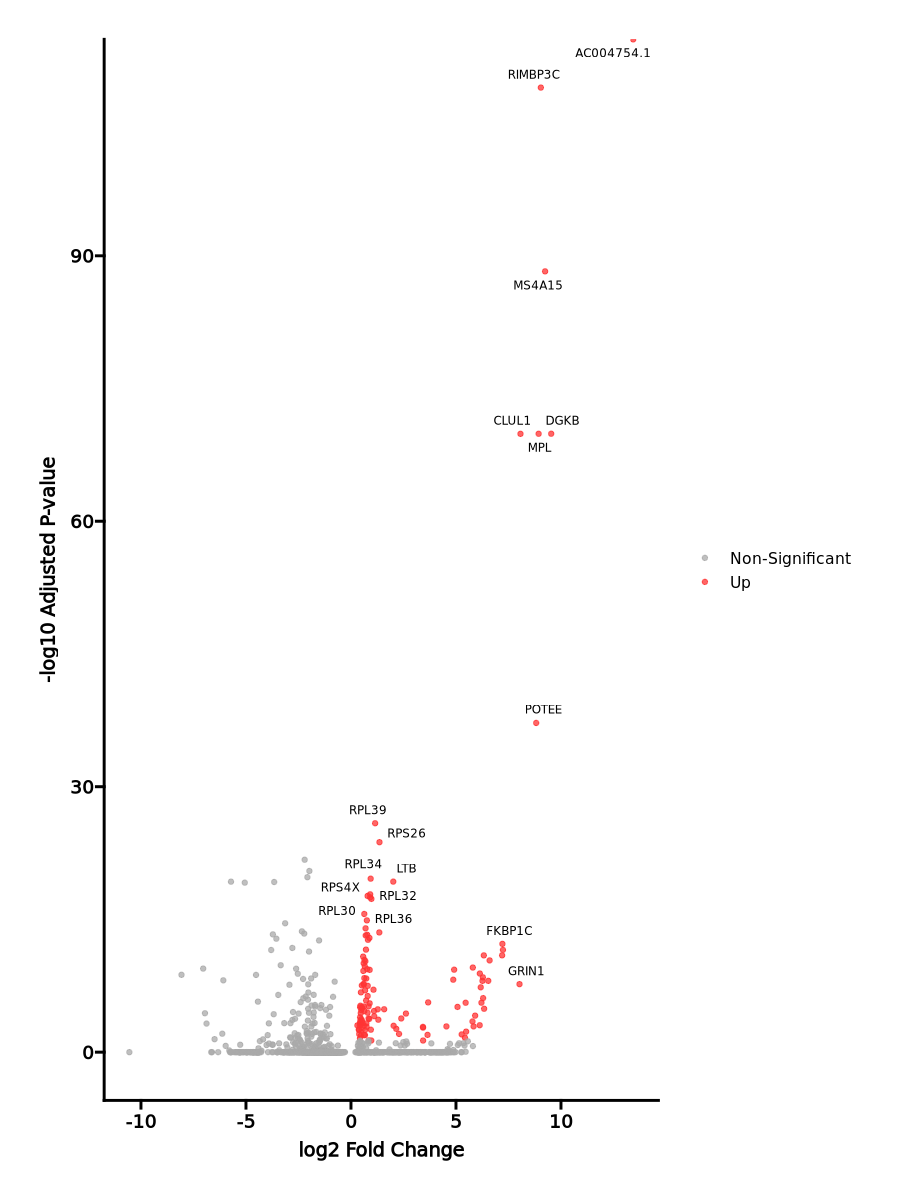 AC004754.1
RIMBP3C
90
MS4A15
CLUL1 DGKB
MPL
60
-log10 Adjusted P-value
Non-Significant
Up
POTEE
30
RPL39
RPS26
RPL34 LTB
RPS4X RPL32
RPL30 RPL36
FKBP1C
GRIN1
0
-10 -5 0 5 10
log2 Fold Change